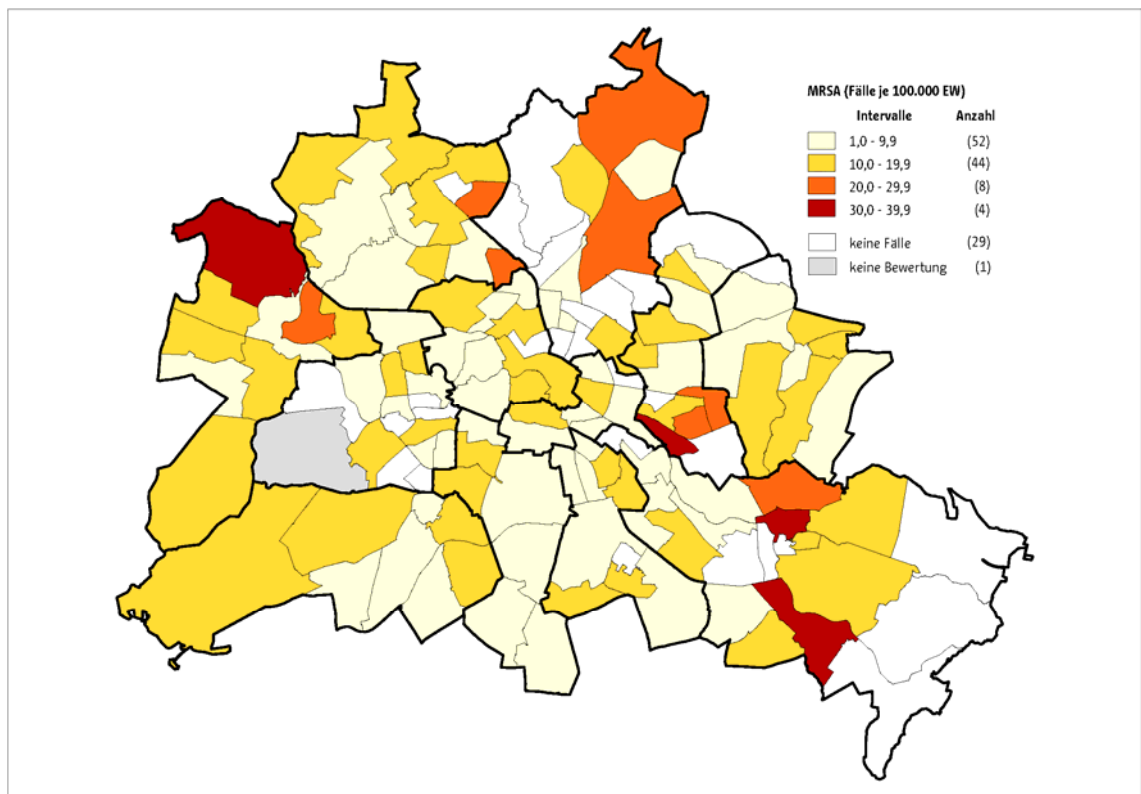 MRSA (Fälle je 100.000 EW)
Intervalle Anzahl
1,0 - 9,9 (52)
10,0 - 19,9 (44)
20,0 - 29,9 (8)
30,0 - 39,9 (4)
keine Fälle (29)
keine Bewertung (1)